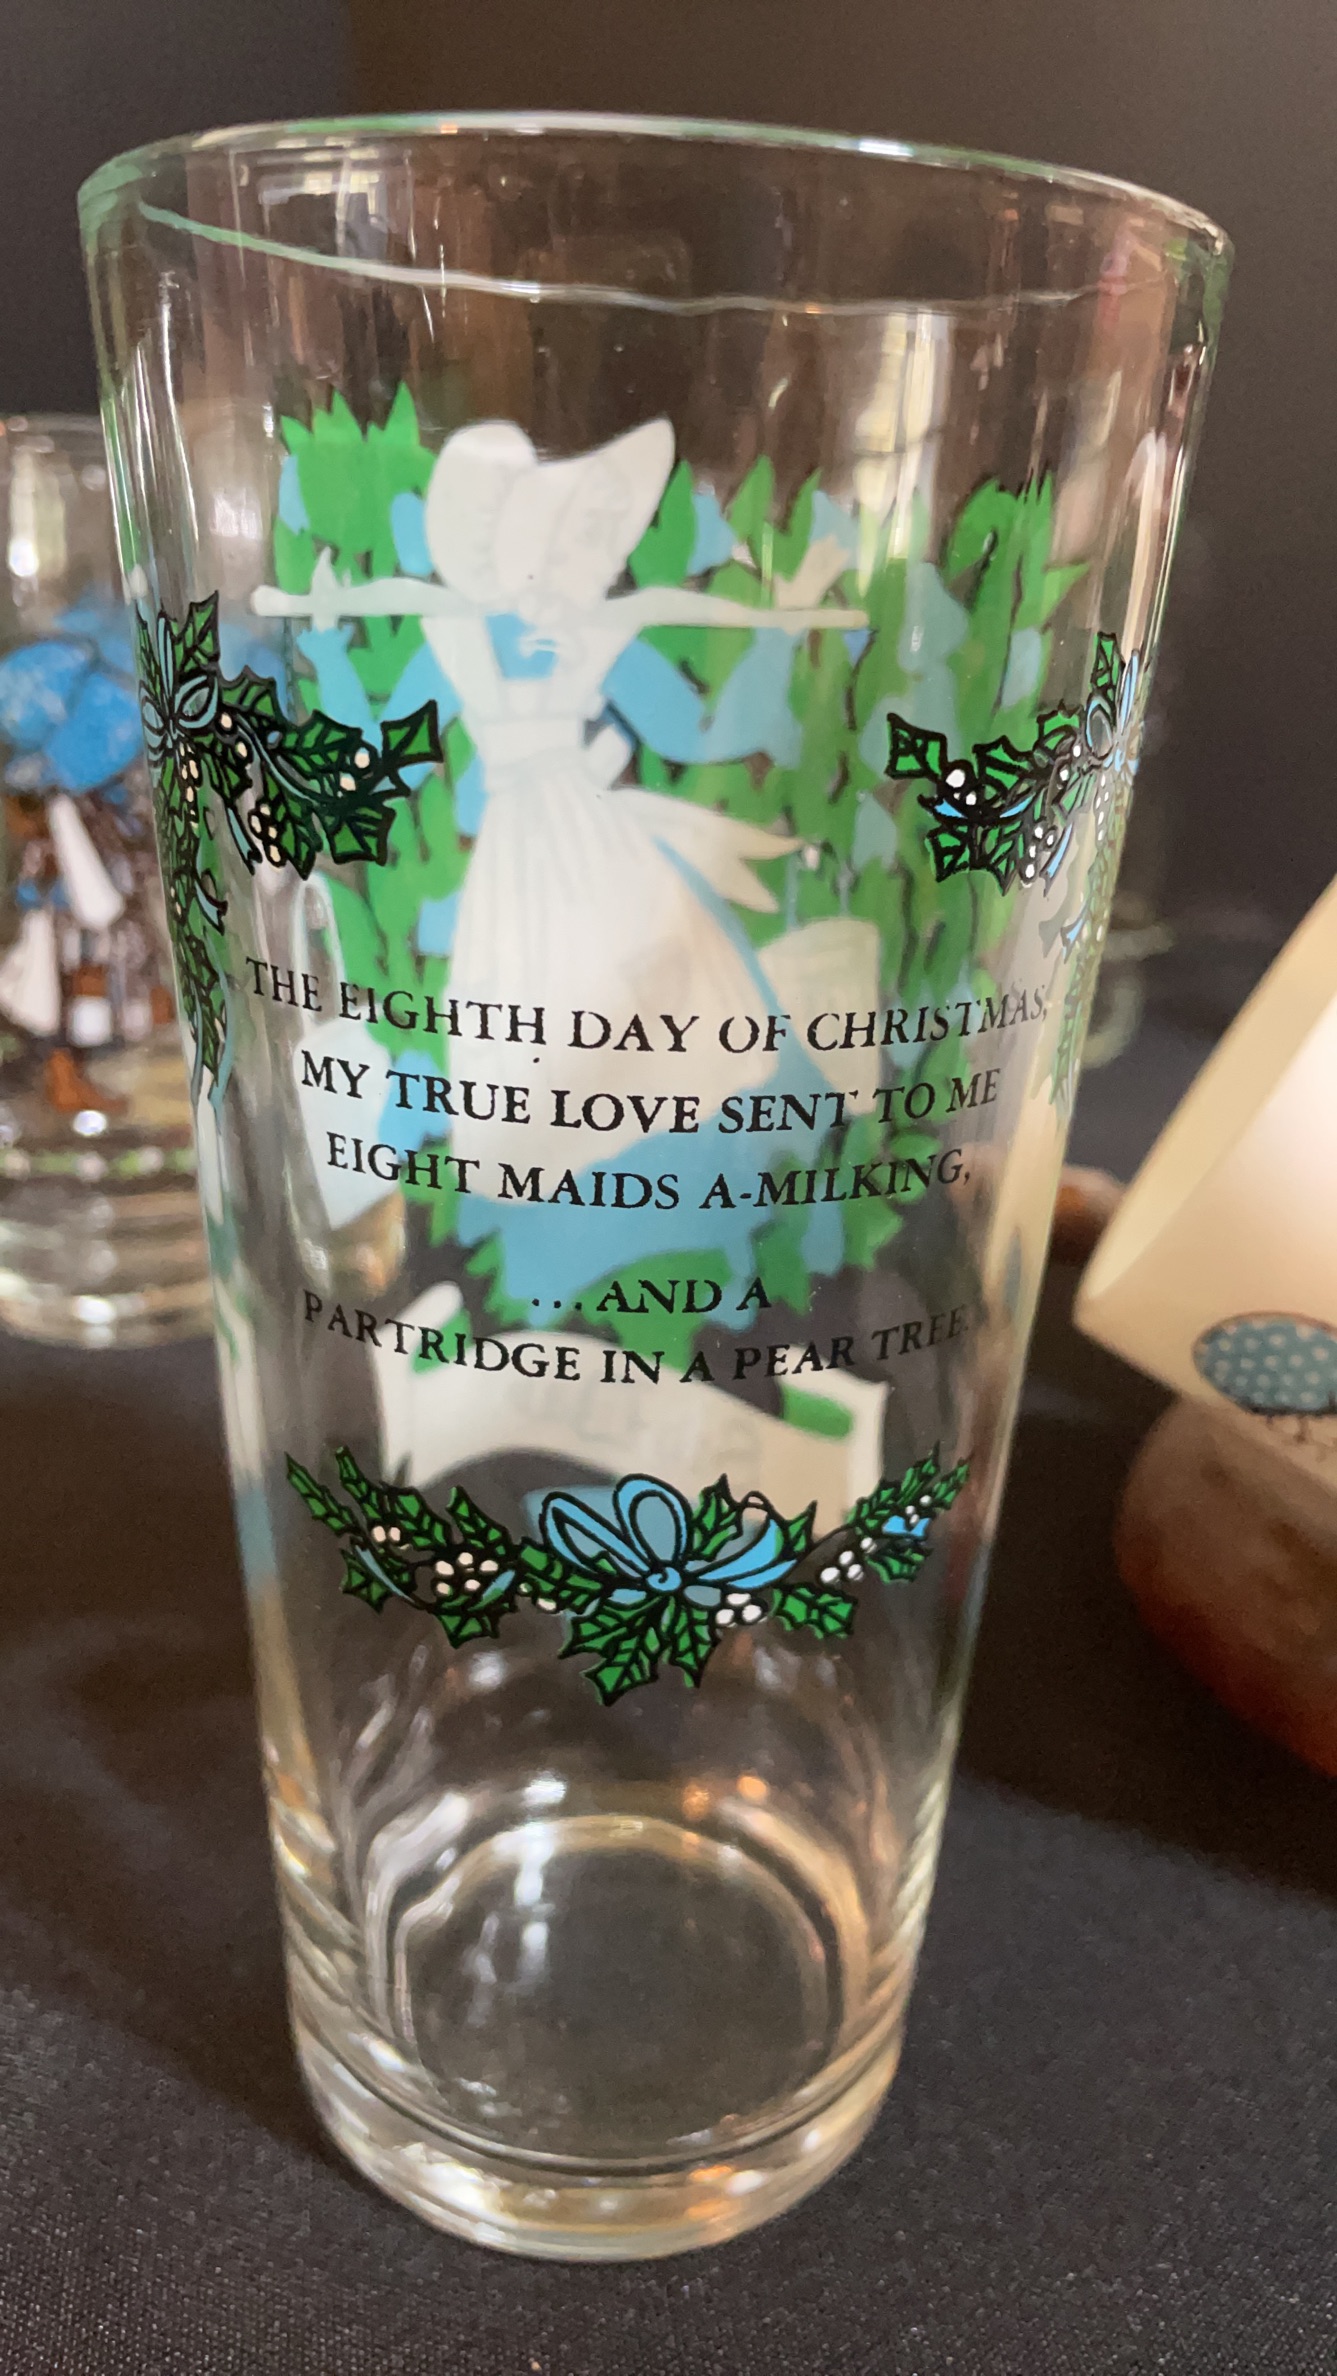 THE EIGHTH DAY OF CHRISTMAS,
MY TRUE LOVE SENT TO ME
EIGHT MAIDS A-MILKING,
...AND A
PARTRIDGE IN A PEAR TREE.